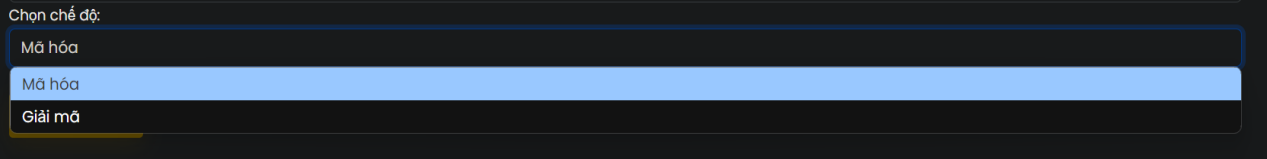 Chọn chế độ:
Mã hóa
Mã hóa
Giải mã